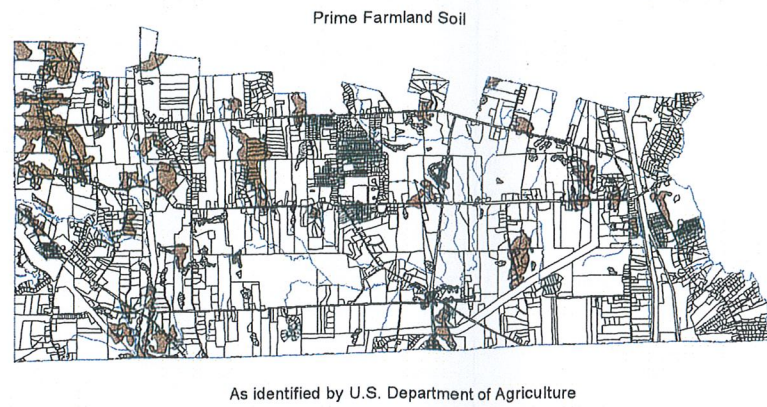 Prime Farmland Soil
As identified by U.S. Department of Agriculture